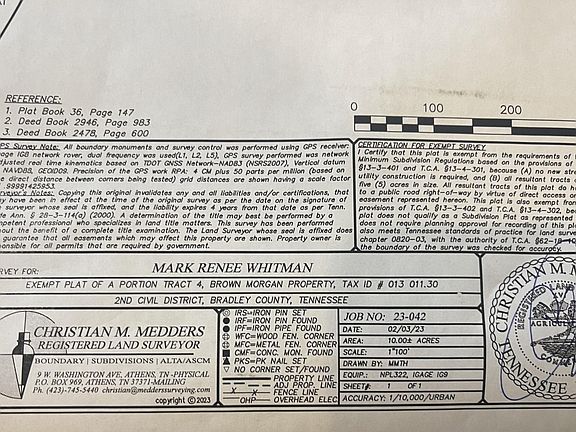 REFERENCE:
1. Plat Book 36, Page 147
2. Deed Book 2946, Page 983
3. Deed Book 2478, Page 600
0 100 200
GPS Survey Note: All boundary monuments and survey control was performed using GPS receiver:
IGB network rover, dual frequency was used(L1, L2, L5), GPS survey performed was network
adjusted real time kinematics based on TDOT GNSS Network-NAD83 (NSRS2007), Vertical datum
NAVD88, GEOID09. Precision of the GPS work RPA: 4 CM plus 50 parts per million (based on
direct distance between corners being tested) grid distances are shown having a scale factor
.99991425953.
Surveyor's Notes: Copying this original invalidates any and all liabilities and/or certifications, that
may have been in effect at the time of the original survey as per the date on the signature of
surveyor whose seal is affixed, and the liability expires 4 years from that date as per Tenn.
Ann. § 28-3-114(a) (2000). A determination of the title may best be performed by a
competent professional who specializes in land title matters. This survey has been performed
without the benefit of a complete title examination. The Land Surveyor whose seal is affixed does
guarantee that all easements which may affect this property are shown. Property owner is
responsible for all permits that are required by government.
CERTIFICATION FOR EXEMPT SURVEY
I Certify that this plat is exempt from the requirements of
Minimum Subdivision Regulations based on the provisions of
§13-3-401 and T.C.A. §13-4-301, because (A) no new str
utility construction is required, and (B) all resultant tracts
five (5) acres in size. All resultant tracts of this plat do ha
to a public road right-of-way by virtue of direct access or
easement represented hereon. This plat is also exempt from
provisions of T.C.A. §13-3-402 and T.C.A. §13-4-302, bec
plat does not qualify as a Subdivision Plat as represented
does not require planning approval for recording of this pla
also meets Tennessee standards of practice for land survey
chapter 0820-03, with the authority of T.C.A. §62-18-10
the boundary of the survey was checked for accuracy.
SURVEY FOR: MARK RENEE WHITMAN
EXEMPT PLAT OF A PORTION TRACT 4, BROWN MORGAN PROPERTY, TAX ID # 013 011.30
2ND CIVIL DISTRICT, BRADLEY COUNTY, TENNESSEE
CHRISTIAN M. MEDDERS
REGISTERED LAND SURVEYOR
BOUNDARY | SUBDIVISIONS | ALTA/ASCM
9 W. WASHINGTON AVE, ATHENS, TN -PHYSICAL
P.O. BOX 969, ATHENS, TN 37371-MAILING
Ph. (423)-745-5440 christian@medderssurveying.com
copyright © 2023
IRS=IRON PIN SET
IRF=IRON PIN FOUND
IPF=IRON PIPE FOUND
WFC=WOOD FEN. CORNER
MFC=METAL FEN. CORNER
CMF=CONC. MON. FOUND
PKS=PK NAIL SET
NO CORNER SET/FOUND
PROPERTY LINE
ADJ. PROP. LINE
X X FENCE LINE
OHP OVERHEAD ELEC
JOB NO: 23-042
DATE: 02/03/23
AREA: 10.00± ACRES
SCALE: 1"100'
DRAWN BY: MMTH
EQUIP.: NPL322, IGAGE IG9
SHEET#: 1 OF 1
ACCURACY: 1/10,000/URBAN
CHRISTIAN M. M
REGISTERED LAND
AGRICUL
COMME
TENNESSEE